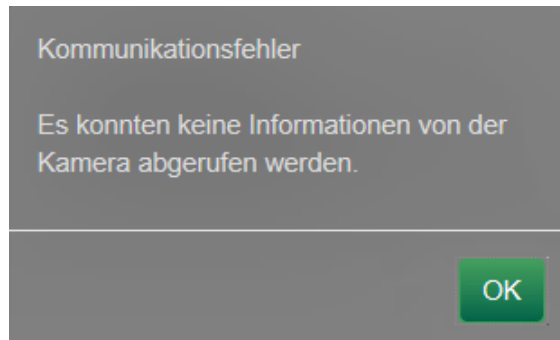 Kommunikationsfehler
Es konnten keine Informationen von der
Kamera abgerufen werden.
OK